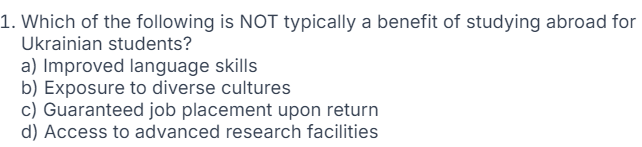 1. Which of the following is NOT typically a benefit of studying abroad for
Ukrainian students?
a) Improved language skills
b) Exposure to diverse cultures
c) Guaranteed job placement upon return
d) Access to advanced research facilities